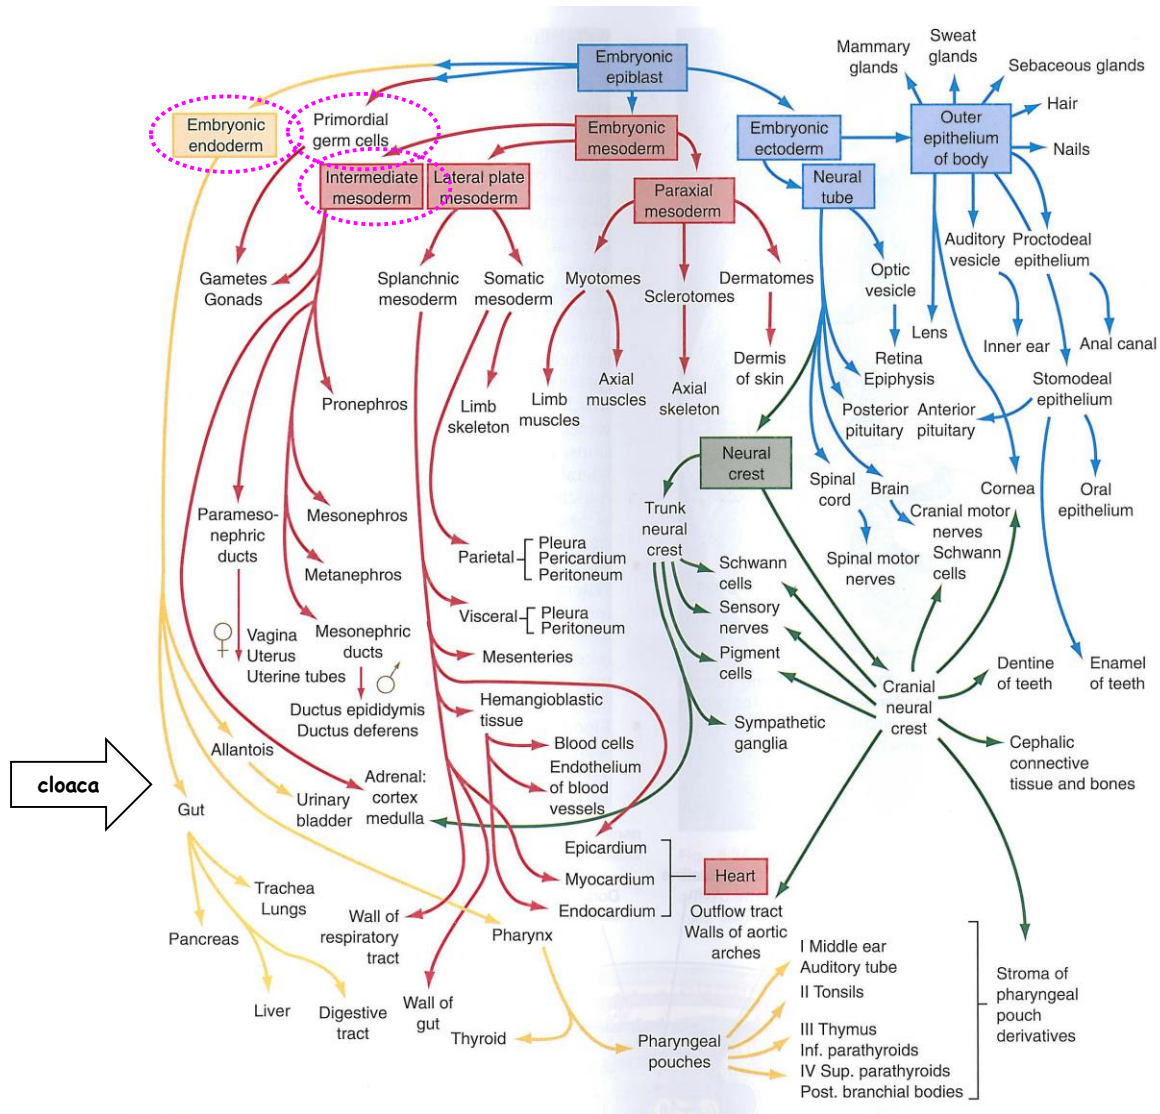 Embryonic
epiblast
Mammary
glands
Sweat
glands
Sebaceous glands
Hair
Nails
Outer
epithelium
of body
Embryonic
endoderm
Primordial
germ cells
Embryonic
mesoderm
Embryonic
ectoderm
Intermediate
mesoderm
Lateral plate
mesoderm
Paraxial
mesoderm
Neural
tube
Gametes
Gonads
Splanchnic
mesoderm
Somatic
mesoderm
Myotomes
Sclerotomes
Dermatomes
Optic
vesicle
Auditory
vesicle
Proctodeal
epithelium
Lens
Inner ear
Anal canal
Pronephros
Limb
skeleton
Limb
muscles
Axial
muscles
Axial
skeleton
Dermis
of skin
Retina
Epiphysis
Posterior
pituitary
Anterior
pituitary
Stomodeal
epithelium
Neural
crest
Spinal
cord
Brain
Cornea
Oral
epithelium
Parameso-
nephric
ducts
Mesonephros
Metanephros
Trunk
neural
crest
Cranial motor
nerves
Schwann
cells
Spinal motor
nerves
Parietal
Pleura
Pericardium
Peritoneum
Visceral
Pleura
Peritoneum
Mesenteries
Schwann
cells
Sensory
nerves
Pigment
cells
Sympathetic
ganglia
♀
Vagina
Uterus
Uterine tubes
Mesonephric
ducts
♂
Ductus epididymis
Ductus deferens
Hemangioblastic
tissue
Blood cells
Endothelium
of blood
vessels
Cranial
neural
crest
Dentine
of teeth
Enamel
of teeth
Cephalic
connective
tissue and bones
cloaca
Allantois
Gut
Urinary
bladder
Adrenal:
cortex
medulla
Epicardium
Myocardium
Endocardium
Heart
Outflow tract
Walls of aortic
arches
Trachea
Lungs
Pancreas
Liver
Digestive
tract
Wall of
respiratory
tract
Wall of
gut
Pharynx
Thyroid
Pharyngeal
pouches
I Middle ear
Auditory tube
II Tonsils
III Thymus
Inf. parathyroids
IV Sup. parathyroids
Post. branchial bodies
Stroma of
pharyngeal
pouch
derivatives